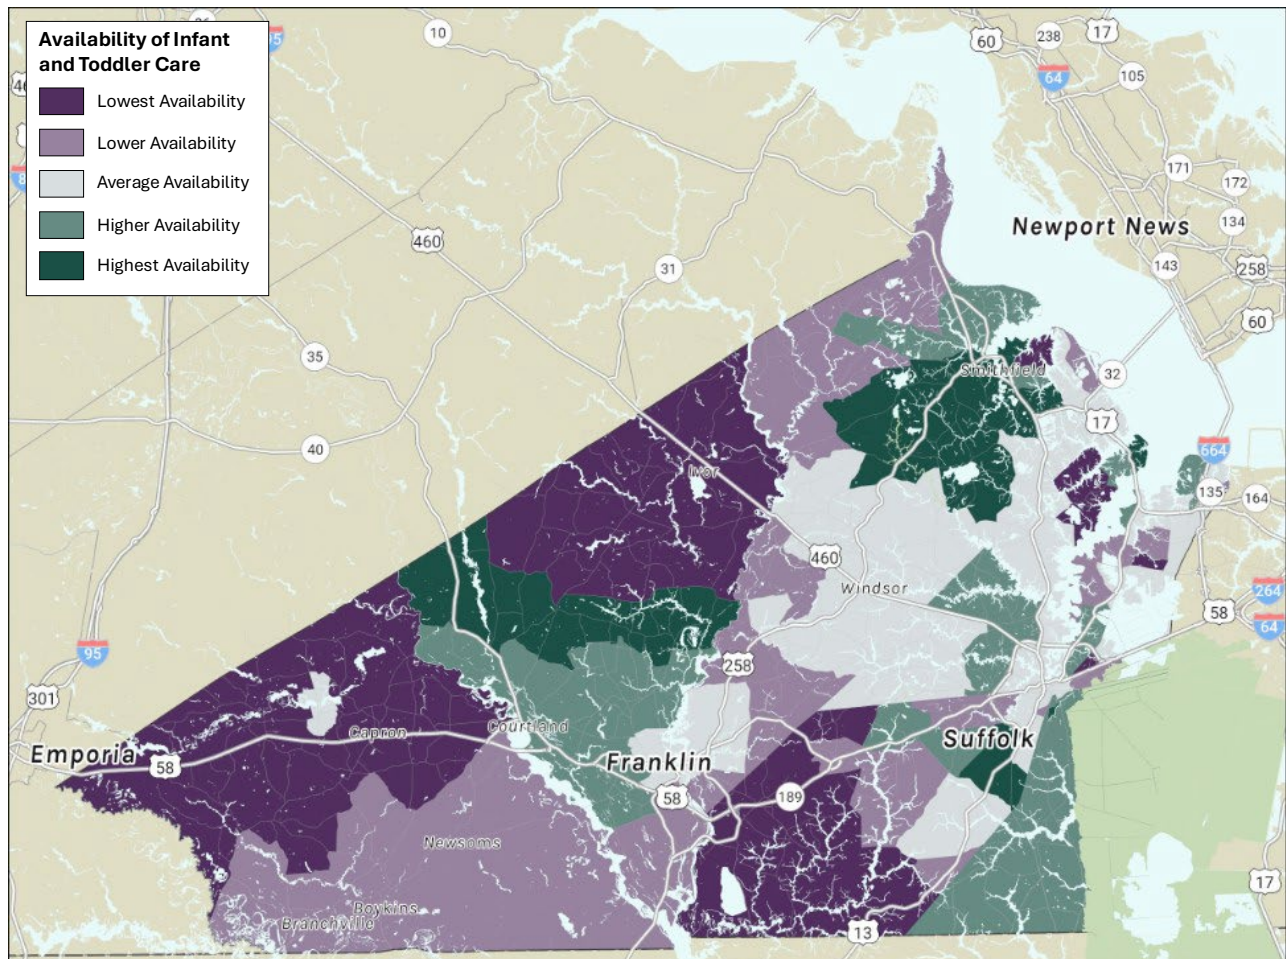 Availability of Infant
and Toddler Care
Lowest Availability
Lower Availability
Average Availability
Higher Availability
Highest Availability
10
60
238
17
64
105
171
172
134
Newport News
143
258
60
460
31
35
32
Smithfield
17
40
664
135
164
Ivor
460
Windsor
58
264
64
95
258
301
Courtland
Capron
Emporia
58
Franklin
Suffolk
58
189
Newsoms
17
Boykins
Branchville
13